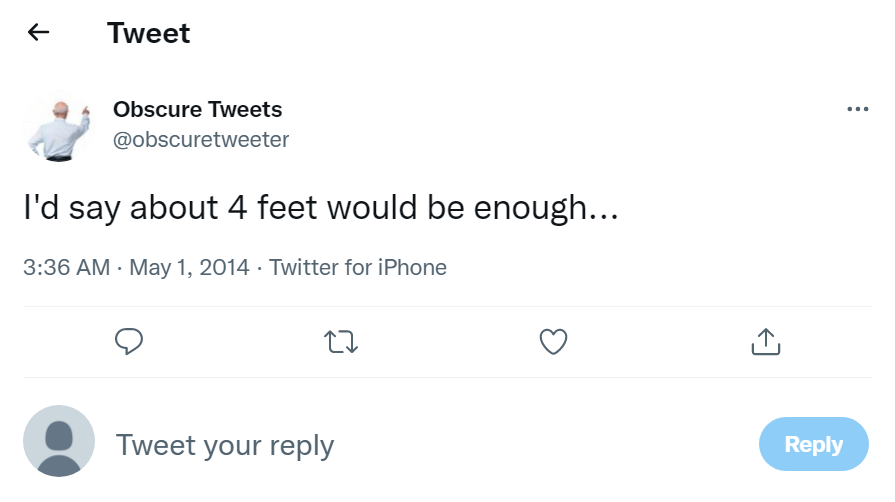 Tweet
Obscure Tweets
@obscuretweeter
I'd say about 4 feet would be enough...
3:36 AM · May 1, 2014 · Twitter for iPhone
Tweet your reply
Reply